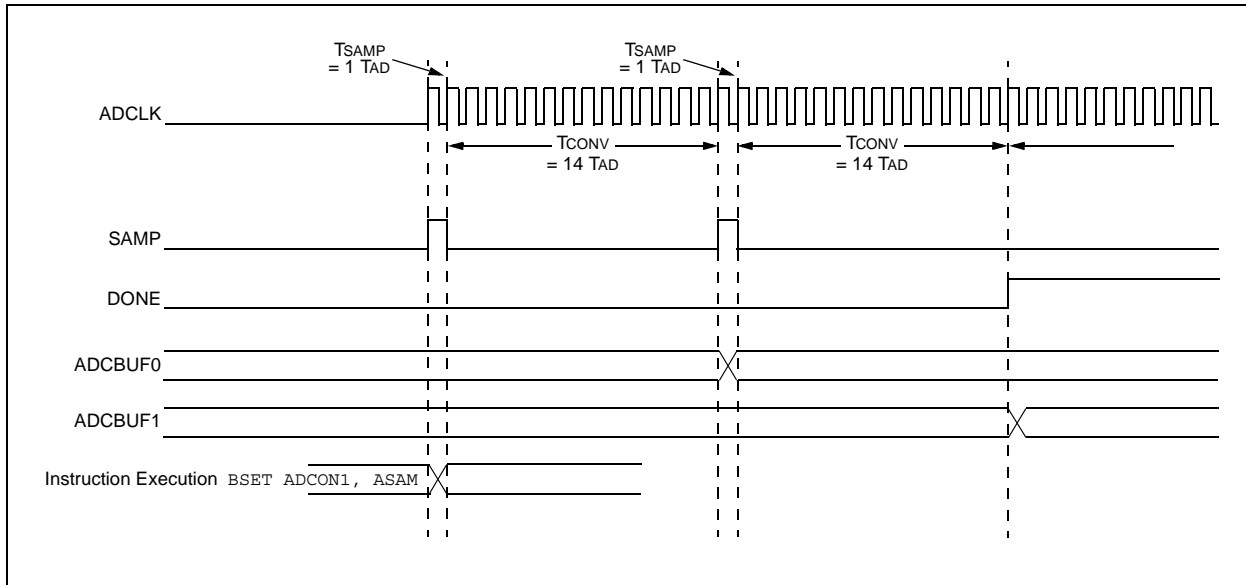 TSAMP
= 1 TAD
TSAMP
= 1 TAD
ADCLK
TCONV
= 14 TAD
TCONV
= 14 TAD
SAMP
DONE
ADCBUF0
ADCBUF1
Instruction Execution BSET ADCON1, ASAM